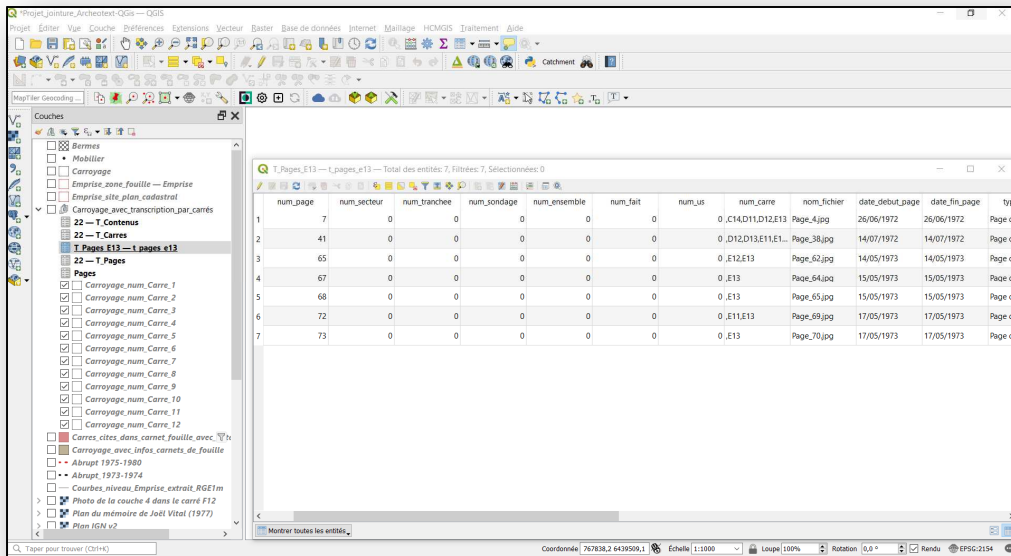 *Projet_jointure_Archeotext-QGis — QGIS
Projet Éditer Vue Couche Préférences Extensions Vecteur Raster Base de données Internet Maillage HCMGIS Traitement Aide
Catchment
MapTiler Geocoding ...
Couches
Bermes
Mobilier
Carroyage
Emprise_zone_fouille — Emprise
Emprise_site_plan_cadastral
Carroyage_avec_transcription_par_carrés
22 — T_Contenus
22 — T_Carres
T_Pages_E13 — t_pages_e13
22 — T_Pages
Pages
Carroyage_num_Carre_1
Carroyage_num_Carre_2
Carroyage_num_Carre_3
Carroyage_num_Carre_4
Carroyage_num_Carre_5
Carroyage_num_Carre_6
Carroyage_num_Carre_7
Carroyage_num_Carre_8
Carroyage_num_Carre_9
Carroyage_num_Carre_10
Carroyage_num_Carre_11
Carroyage_num_Carre_12
Carres_cites_dans_carnet_fouille_avec_
Carroyage_avec_infos_carnets_de_fouille
Abrupt 1975-1980
Abrupt_1973-1974
Courbes_niveau_Emprise_extrait_RGE1m
Photo de la couche 4 dans le carré F12
Plan du mémoire de Joël Vital (1977)
Plan IGN v2
T_Pages_E13 — t_pages_e13 — Total des entités: 7, Filtrées: 7, Sélectionnées: 0
num_page num_secteur num_tranchee num_sondage num_ensemble num_fait num_us num_carre nom_fichier date_debut_page date_fin_page typ
1 7 0 0 0 0 0 0 ,C14,D11,D12,E13 Page_4.jpg 26/06/1972 26/06/1972 Page d
2 41 0 0 0 0 0 0 ,D12,D13,E11,E1... Page_38.jpg 14/07/1972 14/07/1972 Page d
3 65 0 0 0 0 0 0 ,E12,E13 Page_62.jpg 14/05/1973 14/05/1973 Page d
4 67 0 0 0 0 0 0 ,E13 Page_64.jpg 15/05/1973 15/05/1973 Page d
5 68 0 0 0 0 0 0 ,E13 Page_65.jpg 15/05/1973 15/05/1973 Page d
6 72 0 0 0 0 0 0 ,E11,E13 Page_69.jpg 17/05/1973 17/05/1973 Page d
7 73 0 0 0 0 0 0 ,E13 Page_70.jpg 17/05/1973 17/05/1973 Page d
Montrer toutes les entités
Taper pour trouver (Ctrl+K) Coordonnée 767838,2 6439509,1 Échelle 1:1000 Loupe 100% Rotation 0,0 ° Rendu EPSG:2154